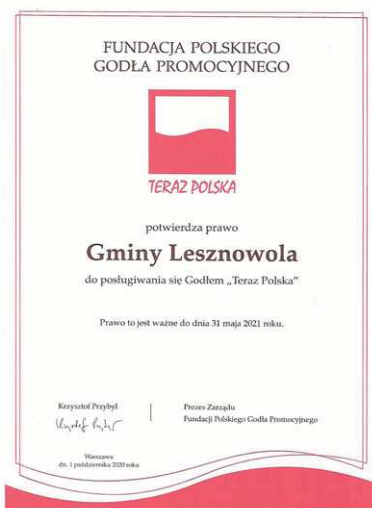 FUNDACJA POLSKIEGO
GODŁA PROMOCYJNEGO
TERAZ POLSKA
potwierdza prawo
Gminy Lesznowola
do posługiwania się Godłem „Teraz Polska”
Prawo to jest ważne do dnia 31 maja 2021 roku.
Krzysztof Przybył
Prezes Zarządu
Fundacji Polskiego Godła Promocyjnego
Warszawa
dn. 1 października 2020 roku